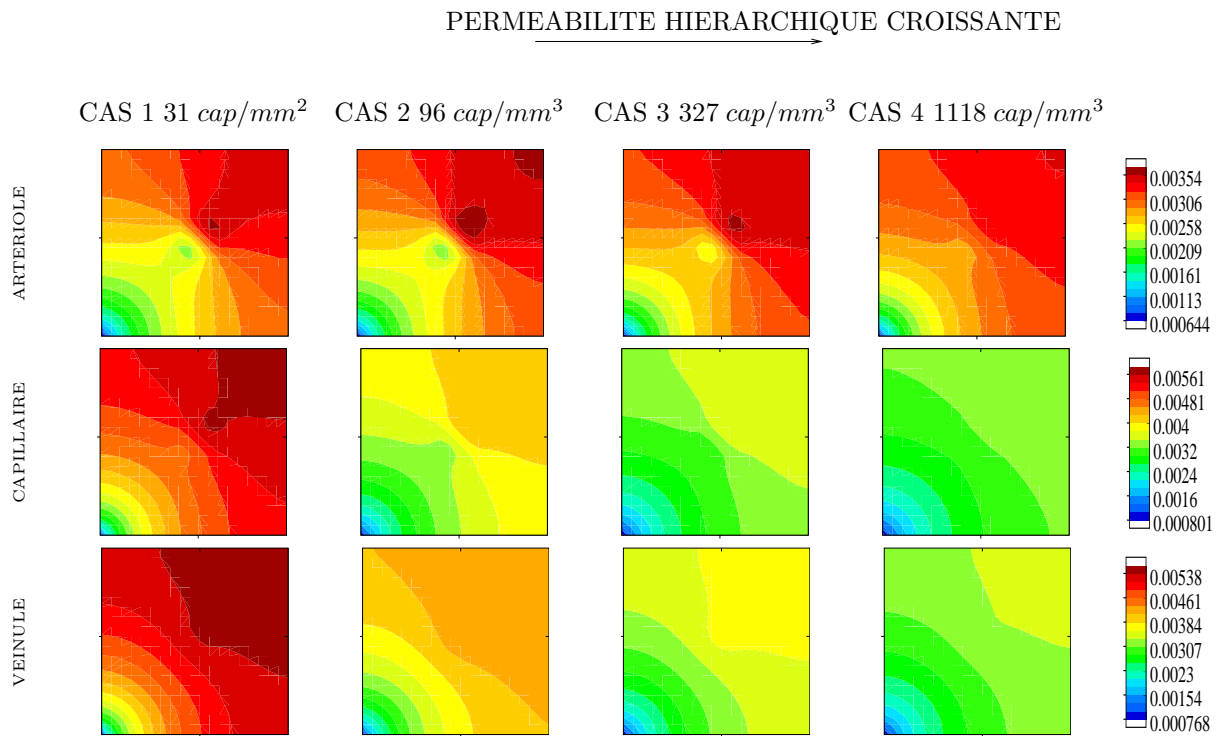 PERMEABILITE HIERARCHIQUE CROISSANTE
CAS 1 31 cap/mm²
CAS 2 96 cap/mm³
CAS 3 327 cap/mm³
CAS 4 1118 cap/mm³
ARTERIOLE
0.00354
0.00306
0.00258
0.00209
0.00161
0.00113
0.000644
CAPILLAIRE
0.00561
0.00481
0.004
0.0032
0.0024
0.0016
0.000801
VEINULE
0.00538
0.00461
0.00384
0.00307
0.0023
0.00154
0.000768